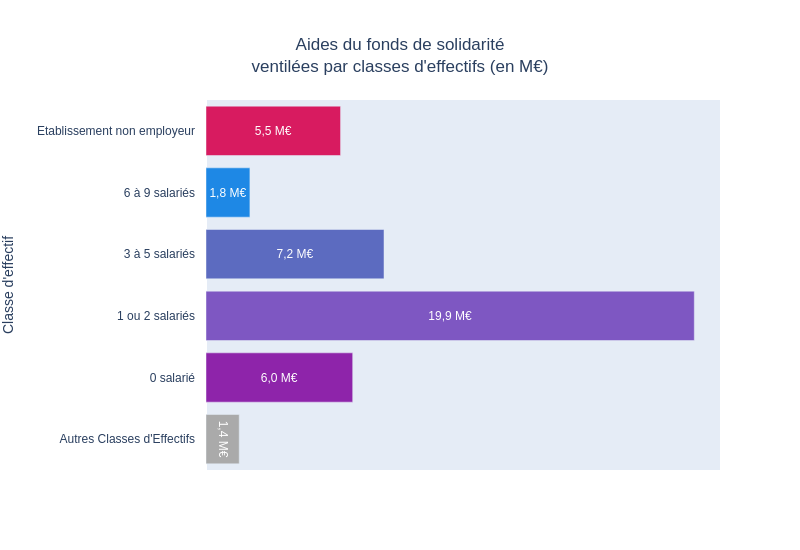 Aides du fonds de solidarité
ventilées par classes d'effectifs (en M€)
Classe d'effectif
Etablissement non employeur
5,5 M€
6 à 9 salariés
1,8 M€
3 à 5 salariés
7,2 M€
1 ou 2 salariés
19,9 M€
0 salarié
6,0 M€
Autres Classes d'Effectifs
1,4 M€